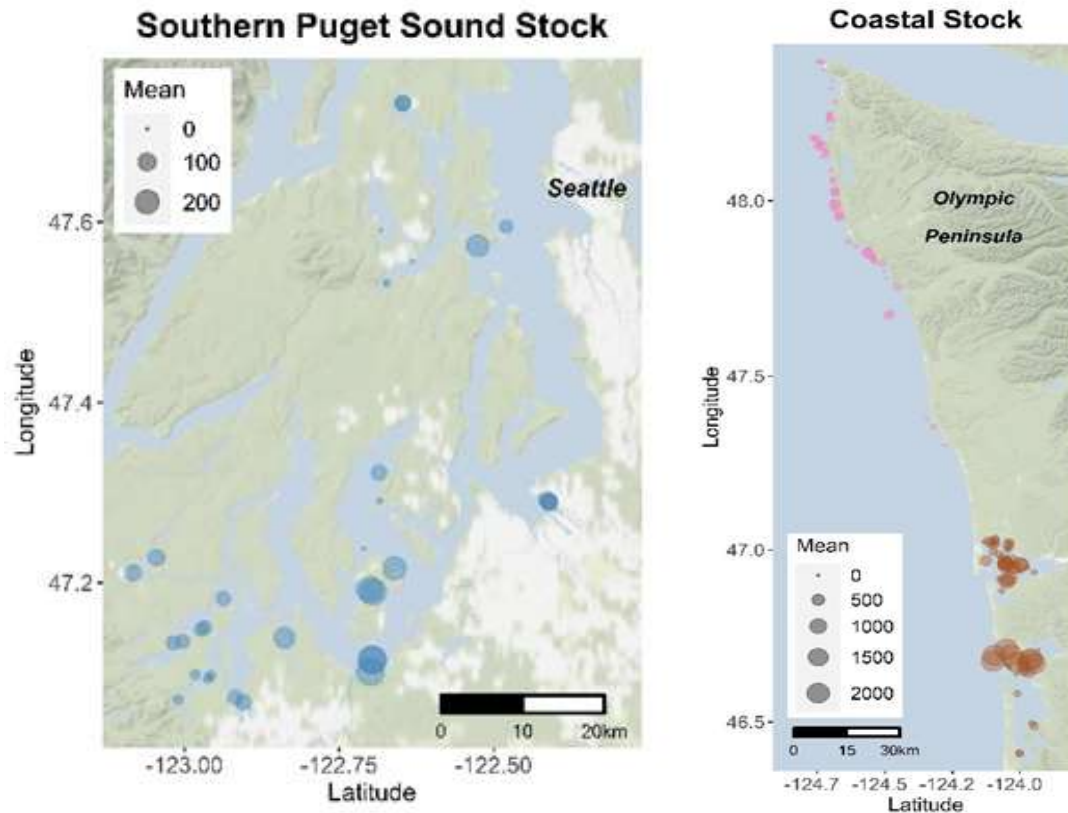 Southern Puget Sound Stock
Mean
0
100
200
Seattle
47.6
47.4
47.2
Longitude
0 10 20km
-123.00 -122.75 -122.50
Latitude
Coastal Stock
48.0
Olympic
Peninsula
47.5
Longitude
47.0
Mean
0
500
1000
1500
2000
46.5
0 15 30km
-124.7 -124.5 -124.2 -124.0
Latitude